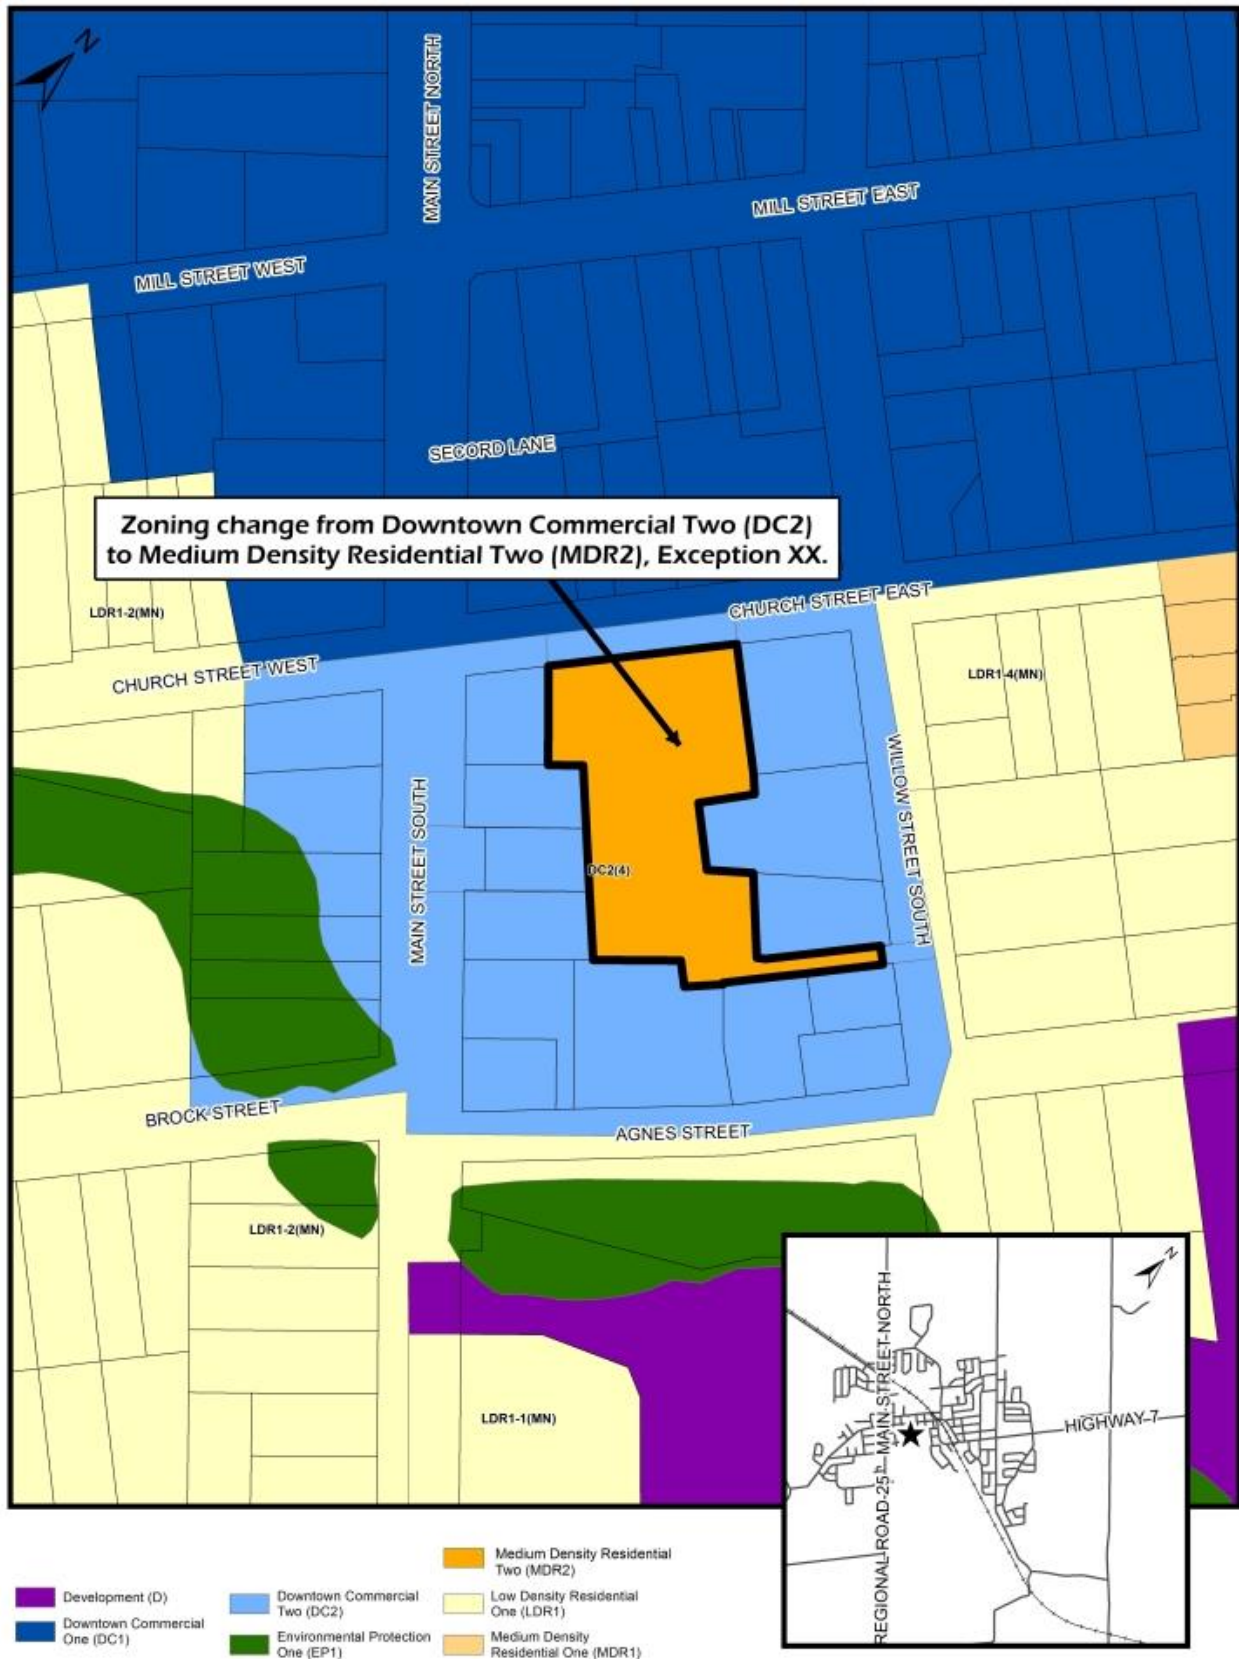 N
MAIN STREET NORTH
MILL STREET EAST
MILL STREET WEST
SECORD LANE
Zoning change from Downtown Commercial Two (DC2)
to Medium Density Residential Two (MDR2), Exception XX.
LDR1-2(MN)
CHURCH STREET EAST
CHURCH STREET WEST
LDR1-4(MN)
MAIN STREET SOUTH
WILLOW STREET SOUTH
DC2(4)
BROCK STREET
AGNES STREET
LDR1-2(MN)
LDR1-1(MN)
N
REGIONAL ROAD 25 MAIN STREET NORTH
HIGHWAY 7
Development (D)
Downtown Commercial
One (DC1)
Downtown Commercial
Two (DC2)
Environmental Protection
One (EP1)
Medium Density Residential
Two (MDR2)
Low Density Residential
One (LDR1)
Medium Density
Residential One (MDR1)